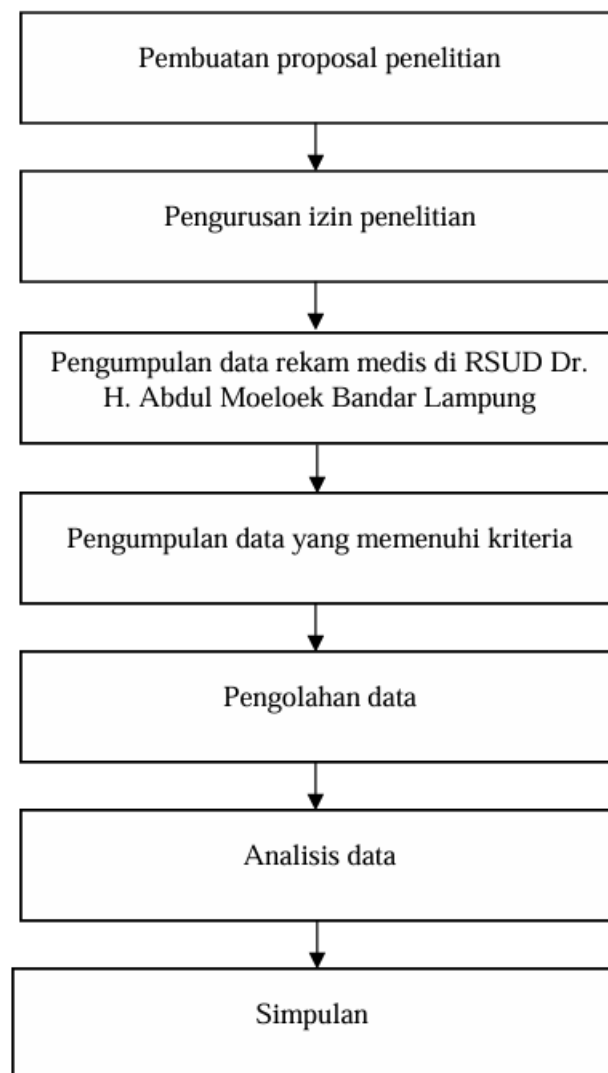 Pembuatan proposal penelitian
Pengurusan izin penelitian
Pengumpulan data rekam medis di RSUD Dr.
H. Abdul Moeloek Bandar Lampung
Pengumpulan data yang memenuhi kriteria
Pengolahan data
Analisis data
Simpulan